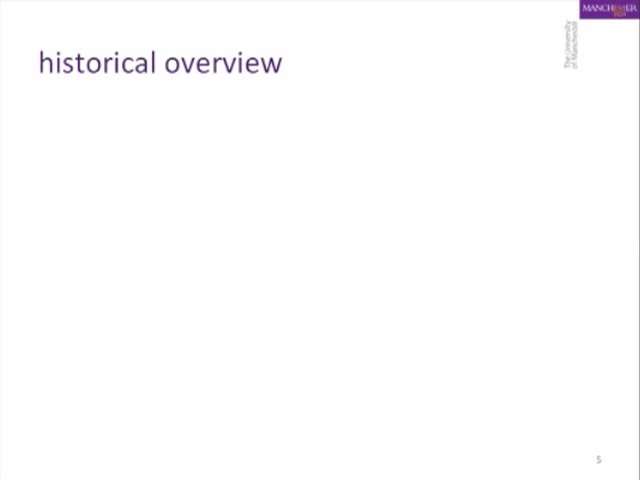 MANCHESTER
1824
The University
of Manchester
historical overview
5